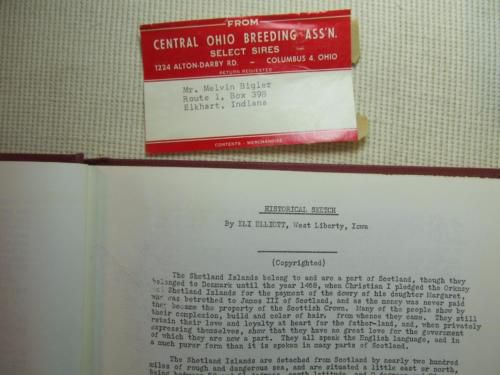 FROM
CENTRAL OHIO BREEDING ASS'N.
SELECT SIRES
1224 ALTON-DARBY RD. - COLUMBUS 4, OHIO
RETURN REQUESTED
Mr. Melvin Bigler
Route 1, Box 398
Elkhart, Indiana
CONTENTS - MERCHANDISE
HISTORICAL SKETCH
By ELI ELLIOTT, West Liberty, Iowa
(Copyrighted)
The Shetland Islands belong to and are a part of Scotland, though they
belonged to Denmark until the year 1468, when Christian I pledged the Orkney
Shetland Islands for the payment of the dowry of his daughter Margaret,
was betrothed to James III of Scotland, and as the money was never paid
they became the property of the Scottish Crown. Many of the people show by
their complexion, build and color of hair. from whence they came. They still
retain their love and loyalty at heart for the father-land, and, when privately
expressing themselves, show that they have no great love for the government
of which they are now a part. They all speak the English language, and in
a much purer form than it is spoken in many parts of Scotland.
The Shetland Islands are detached from Scotland by nearly two hundred
miles of rough and dangerous sea, and are situated a little east or north,